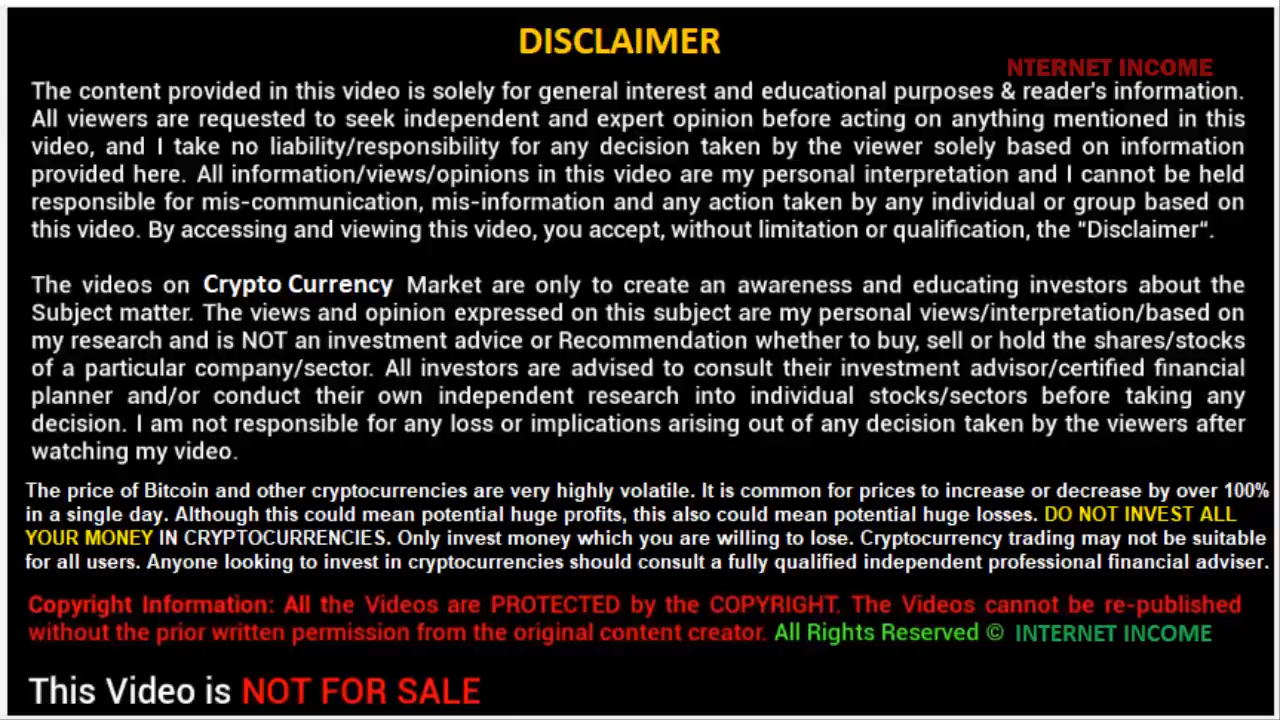 DISCLAIMER
NTERNET INCOME
The content provided in this video is solely for general interest and educational purposes & reader's information.
All viewers are requested to seek independent and expert opinion before acting on anything mentioned in this
video, and I take no liability/responsibility for any decision taken by the viewer solely based on information
provided here. All information/views/opinions in this video are my personal interpretation and I cannot be held
responsible for mis-communication, mis-information and any action taken by any individual or group based on
this video. By accessing and viewing this video, you accept, without limitation or qualification, the "Disclaimer".
The videos on Crypto Currency Market are only to create an awareness and educating investors about the
Subject matter. The views and opinion expressed on this subject are my personal views/interpretation/based on
my research and is NOT an investment advice or Recommendation whether to buy, sell or hold the shares/stocks
of a particular company/sector. All investors are advised to consult their investment advisor/certified financial
planner and/or conduct their own independent research into individual stocks/sectors before taking any
decision. I am not responsible for any loss or implications arising out of any decision taken by the viewers after
watching my video.
The price of Bitcoin and other cryptocurrencies are very highly volatile. It is common for prices to increase or decrease by over 100%
in a single day. Although this could mean potential huge profits, this also could mean potential huge losses. DO NOT INVEST ALL
YOUR MONEY IN CRYPTOCURRENCIES. Only invest money which you are willing to lose. Cryptocurrency trading may not be suitable
for all users. Anyone looking to invest in cryptocurrencies should consult a fully qualified independent professional financial adviser.
Copyright Information: All the Videos are PROTECTED by the COPYRIGHT. The Videos cannot be re-published
without the prior written permission from the original content creator. All Rights Reserved © INTERNET INCOME
This Video is NOT FOR SALE